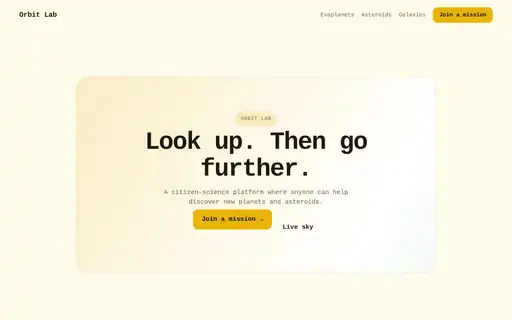 Orbit Lab
Exoplanets Asteroids Galaxies Join a mission
ORBIT LAB
Look up. Then go
further.
A citizen-science platform where anyone can help
discover new planets and asteroids.
Join a mission →
Live sky